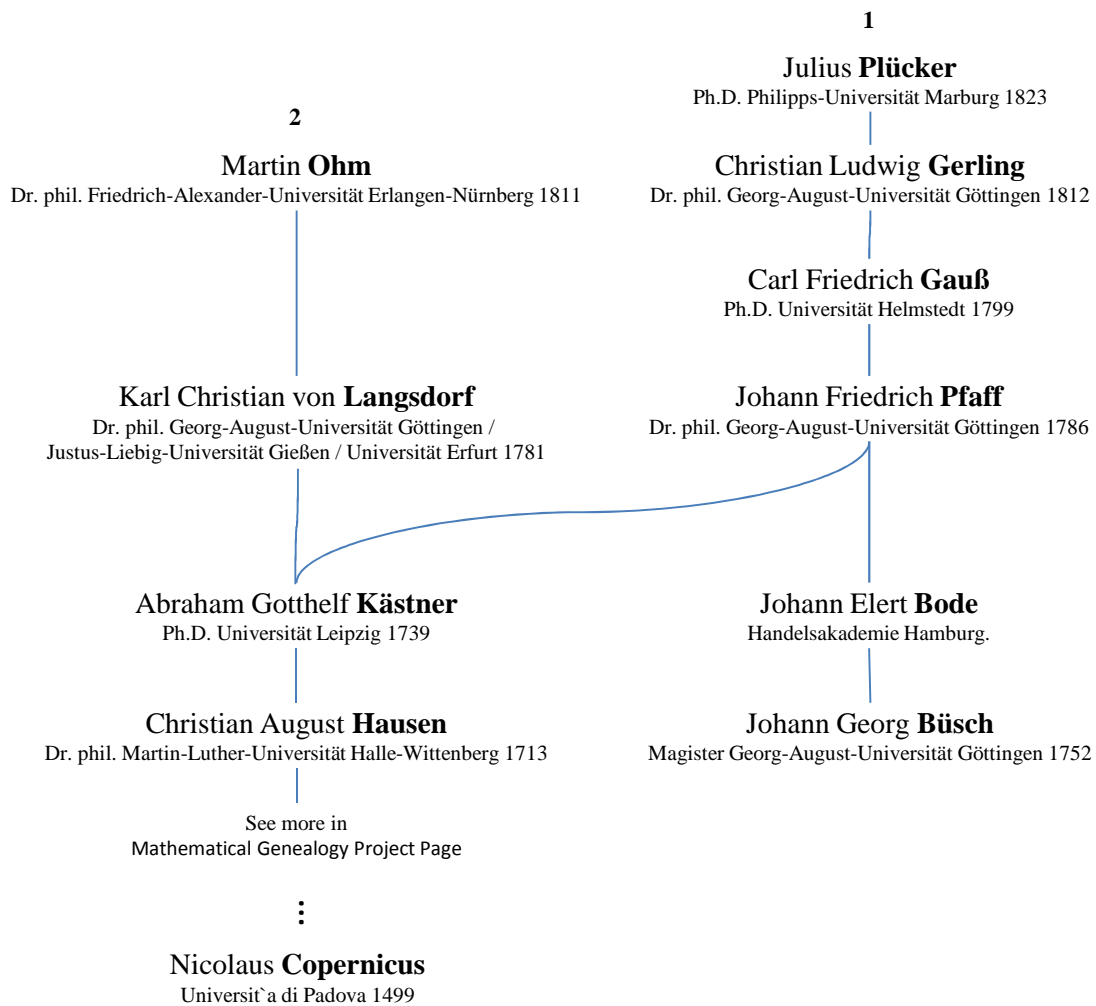 1
Julius Plücker
Ph.D. Philipps-Universität Marburg 1823
2
Martin Ohm
Dr. phil. Friedrich-Alexander-Universität Erlangen-Nürnberg 1811
Christian Ludwig Gerling
Dr. phil. Georg-August-Universität Göttingen 1812
Carl Friedrich Gauß
Ph.D. Universität Helmstedt 1799
Karl Christian von Langsdorf
Dr. phil. Georg-August-Universität Göttingen /
Justus-Liebig-Universität Gießen / Universität Erfurt 1781
Johann Friedrich Pfaff
Dr. phil. Georg-August-Universität Göttingen 1786
Abraham Gotthelf Kästner
Ph.D. Universität Leipzig 1739
Johann Elert Bode
Handelsakademie Hamburg.
Christian August Hausen
Dr. phil. Martin-Luther-Universität Halle-Wittenberg 1713
Johann Georg Büsch
Magister Georg-August-Universität Göttingen 1752
See more in
Mathematical Genealogy Project Page
⋮
Nicolaus Copernicus
Universit`a di Padova 1499